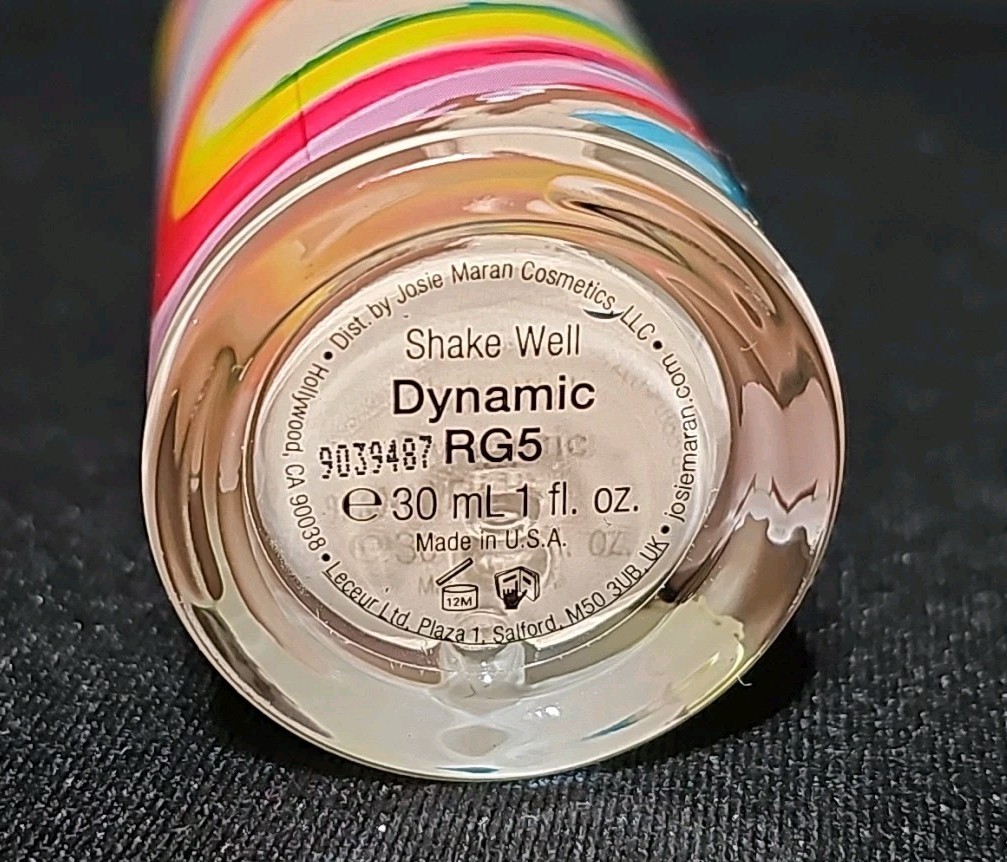 • Dist. by Josie Maran Cosmetics, LLC • josiemaran.com • Leceur Ltd, Plaza 1, Salford, M50 3UB, UK • Hollywood, CA 90038
Shake Well
Dynamic
9039487 RG5
℮ 30 mL 1 fl. oz.
Made in U.S.A.
12M